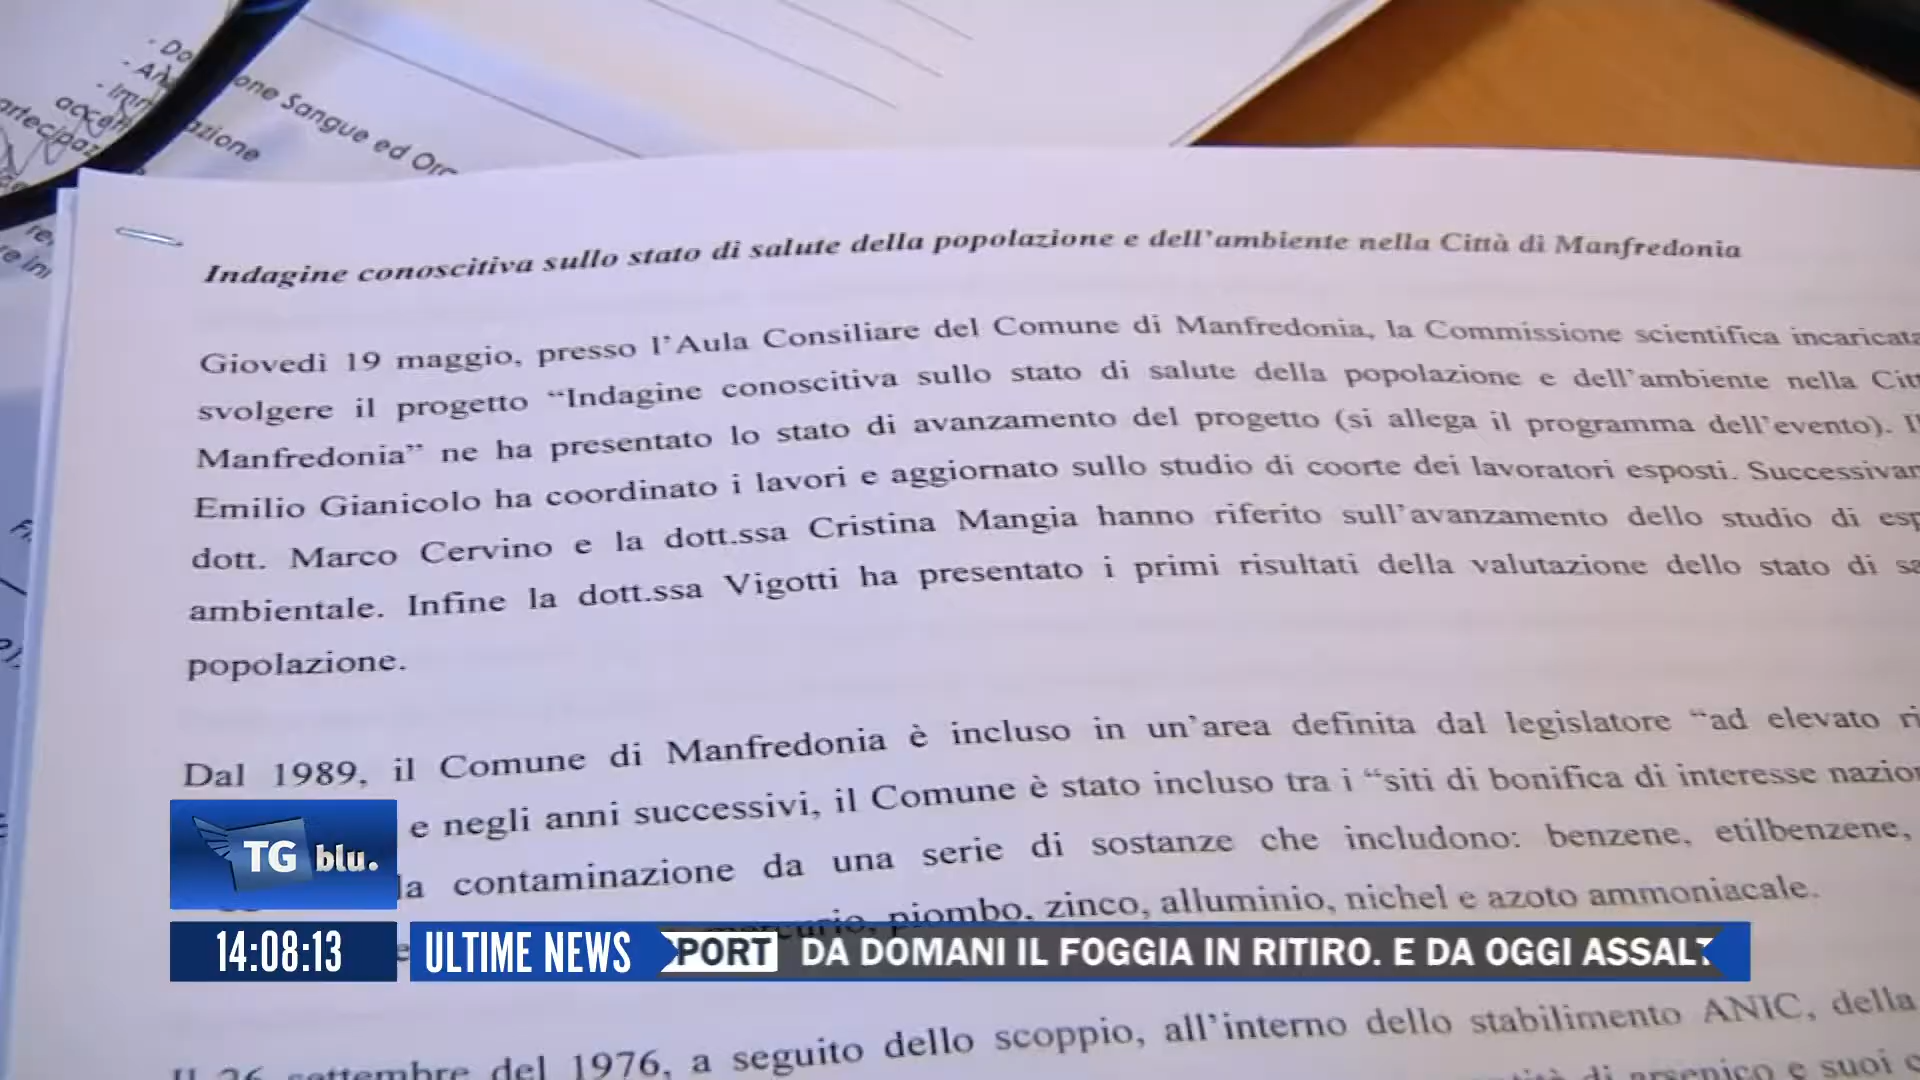 one Sangue ed
azione
Indagine conoscitiva sullo stato di salute della popolazione e dell'ambiente nella Città di Manfredonia
Giovedì 19 maggio, presso l'Aula Consiliare del Comune di Manfredonia, la Commissione scientifica incaricata
svolgere il progetto “Indagine conoscitiva sullo stato di salute della popolazione e dell'ambiente nella Citt
Manfredonia” ne ha presentato lo stato di avanzamento del progetto (si allega il programma dell'evento). I
Emilio Gianicolo ha coordinato i lavori e aggiornato sullo studio di coorte dei lavoratori esposti. Successivam
dott. Marco Cervino e la dott.ssa Cristina Mangia hanno riferito sull'avanzamento dello studio di esp
ambientale. Infine la dott.ssa Vigotti ha presentato i primi risultati della valutazione dello stato di sa
popolazione.
Dal 1989, il Comune di Manfredonia è incluso in un'area definita dal legislatore “ad elevato ri
e negli anni successivi, il Comune è stato incluso tra i “siti di bonifica di interesse nazion
la contaminazione da una serie di sostanze che includono: benzene, etilbenzene,
mercurio, piombo, zinco, alluminio, nichel e azoto ammoniacale.
Il 26 settembre del 1976, a seguito dello scoppio, all'interno dello stabilimento ANIC, della
di arsenico e suoi
TG blu.
14:08:13 ULTIME NEWS PORT DA DOMANI IL FOGGIA IN RITIRO. E DA OGGI ASSALT